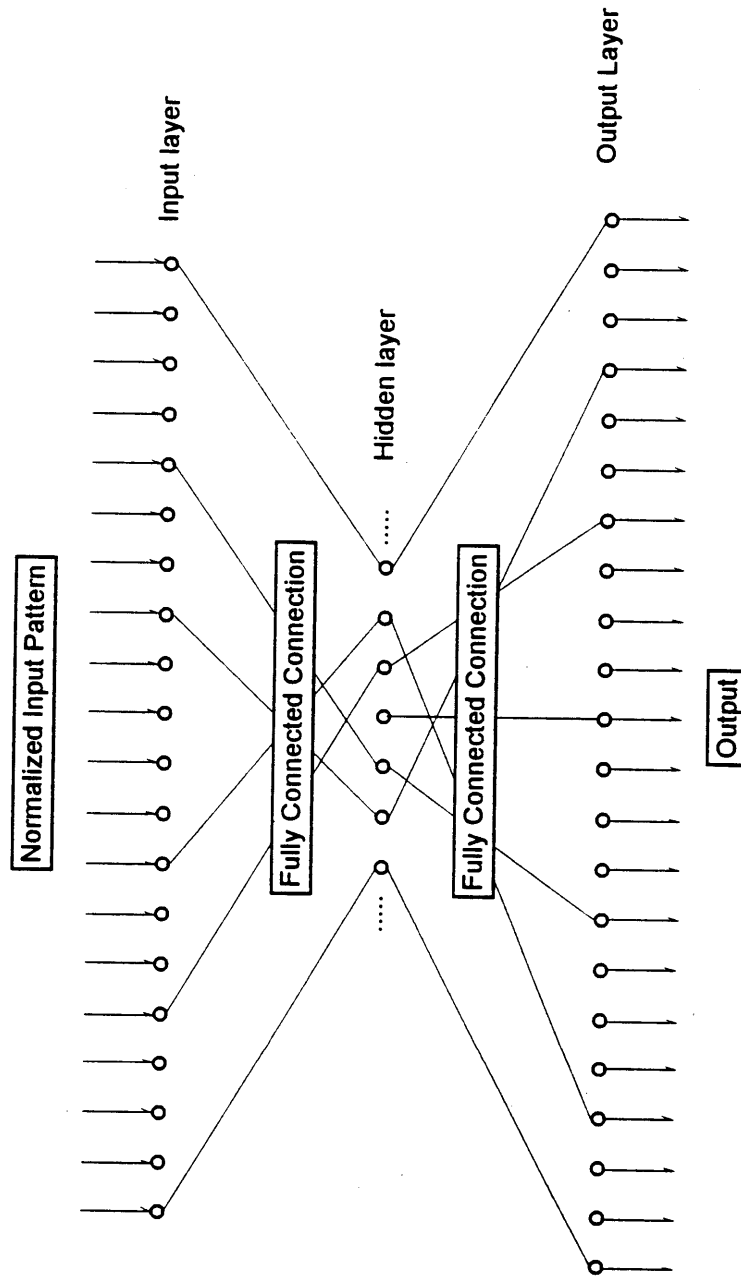 Normalized Input Pattern
Input layer
Fully Connected Connection
.....
Hidden layer
.....
Fully Connected Connection
Output Layer
Output